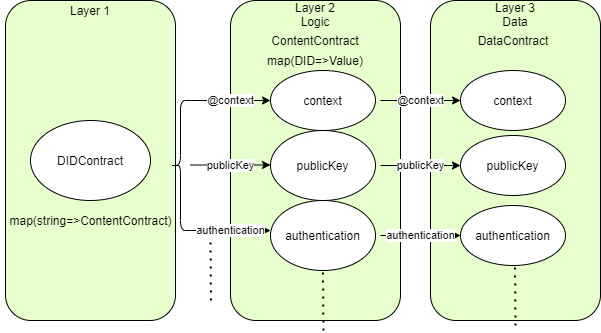 Layer 1
DIDContract
map(string=>ContentContract)
@context
publicKey
authentication
Layer 2
Logic
ContentContract
map(DID=>Value)
context
publicKey
authentication
@context
publicKey
authentication
Layer 3
Data
DataContract
context
publicKey
authentication